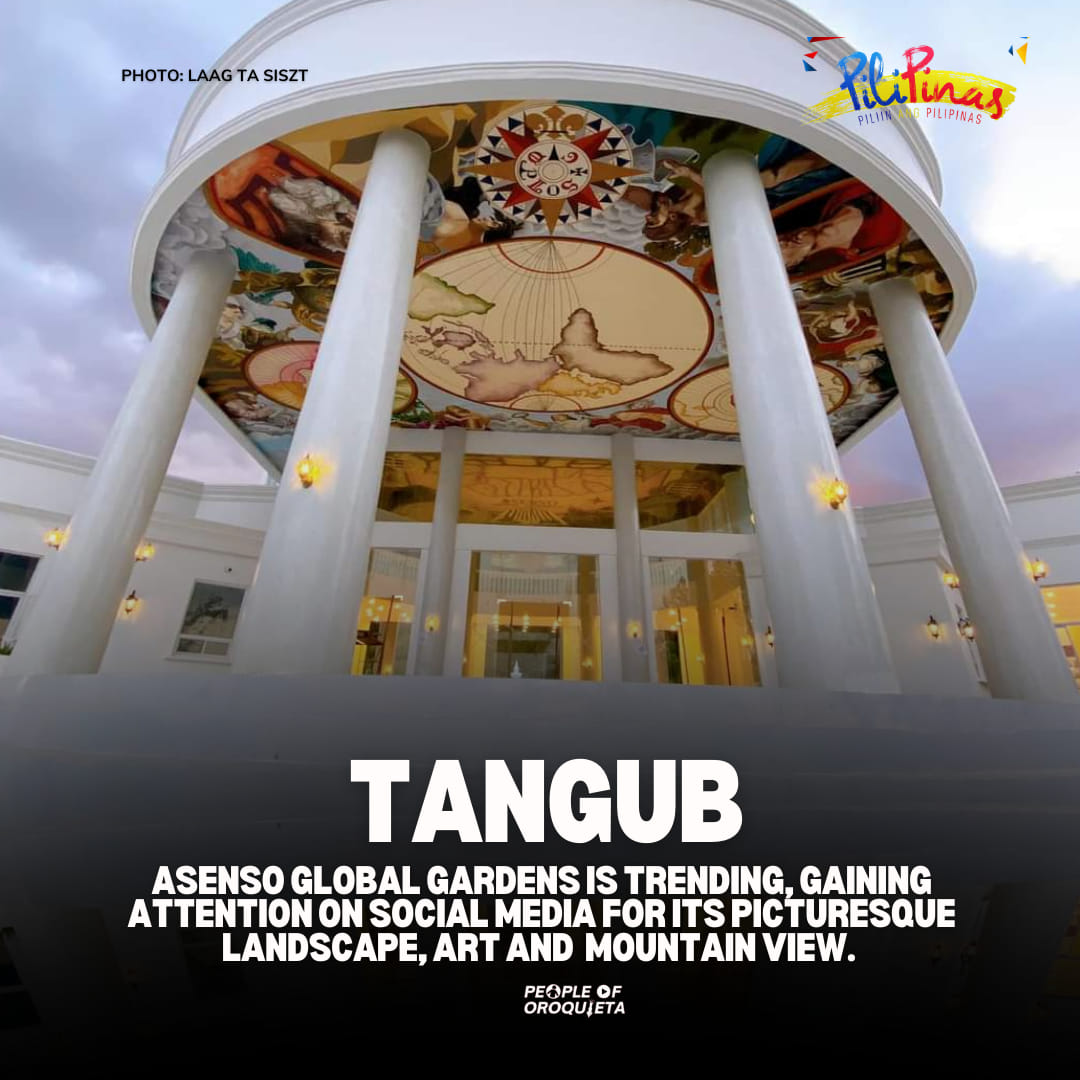 PHOTO: LAAG TA SISZT
PiliPinas
PILIIN ANG PILIPINAS
TANGUB
ASENSO GLOBAL GARDENS IS TRENDING, GAINING
ATTENTION ON SOCIAL MEDIA FOR ITS PICTURESQUE
LANDSCAPE, ART AND MOUNTAIN VIEW.
PEOPLE OF
OROQUIETA